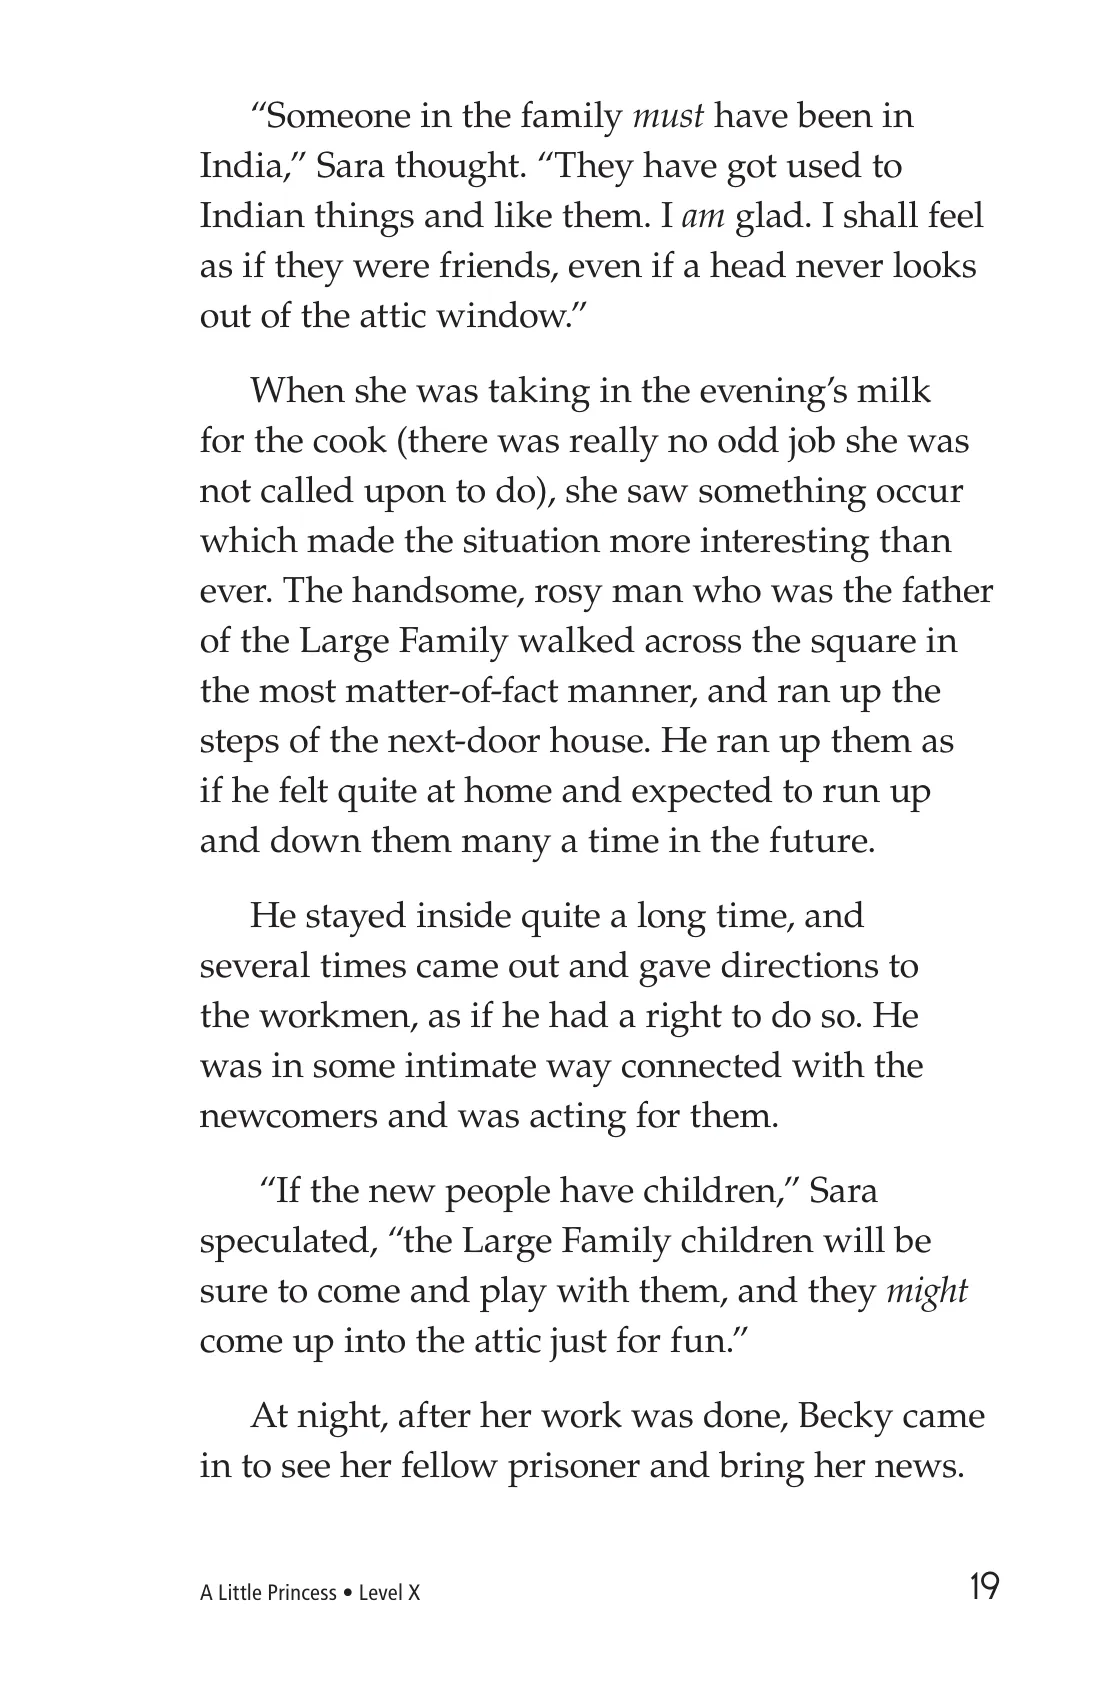 “Someone in the family must have been in
India,” Sara thought. “They have got used to
Indian things and like them. I am glad. I shall feel
as if they were friends, even if a head never looks
out of the attic window.”
When she was taking in the evening’s milk
for the cook (there was really no odd job she was
not called upon to do), she saw something occur
which made the situation more interesting than
ever. The handsome, rosy man who was the father
of the Large Family walked across the square in
the most matter-of-fact manner, and ran up the
steps of the next-door house. He ran up them as
if he felt quite at home and expected to run up
and down them many a time in the future.
He stayed inside quite a long time, and
several times came out and gave directions to
the workmen, as if he had a right to do so. He
was in some intimate way connected with the
newcomers and was acting for them.
“If the new people have children,” Sara
speculated, “the Large Family children will be
sure to come and play with them, and they might
come up into the attic just for fun.”
At night, after her work was done, Becky came
in to see her fellow prisoner and bring her news.
A Little Princess • Level X
19